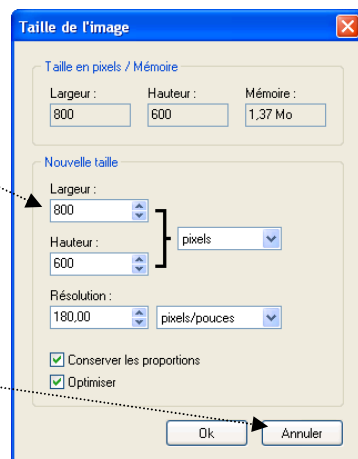 Taille de l'image
Taille en pixels / Mémoire
Largeur : Hauteur : Mémoire :
800 600 1,37 Mo
Nouvelle taille
Largeur :
800
pixels
Hauteur :
600
Résolution :
180,00 pixels/pouces
Conserver les proportions
Optimiser
Ok Annuler